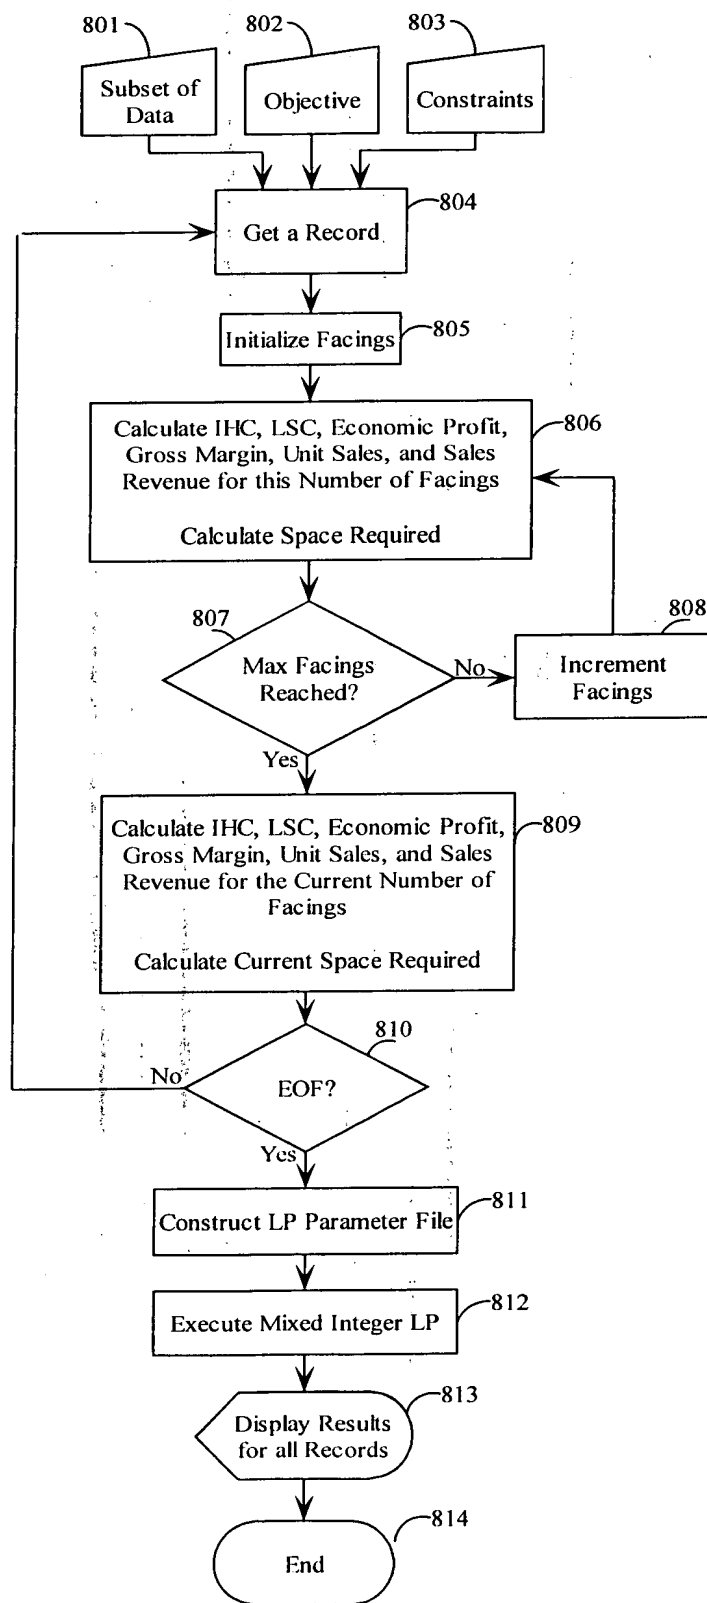 801
802
803
Subset of
Data
Objective
Constraints
804
Get a Record
805
Initialize Facings
806
Calculate IHC, LSC, Economic Profit,
Gross Margin, Unit Sales, and Sales
Revenue for this Number of Facings
Calculate Space Required
807
Max Facings
Reached?
No
808
Increment
Facings
Yes
809
Calculate IHC, LSC, Economic Profit,
Gross Margin, Unit Sales, and Sales
Revenue for the Current Number of
Facings
Calculate Current Space Required
810
No
EOF?
Yes
811
Construct LP Parameter File
812
Execute Mixed Integer LP
813
Display Results
for all Records
814
End